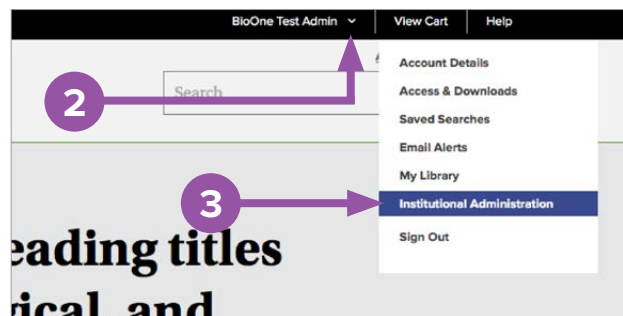 BioOne Test Admin View Cart Help
Search
2
Account Details
Access & Downloads
Saved Searches
Email Alerts
My Library
3
Institutional Administration
Sign Out
eading titles
gical, and